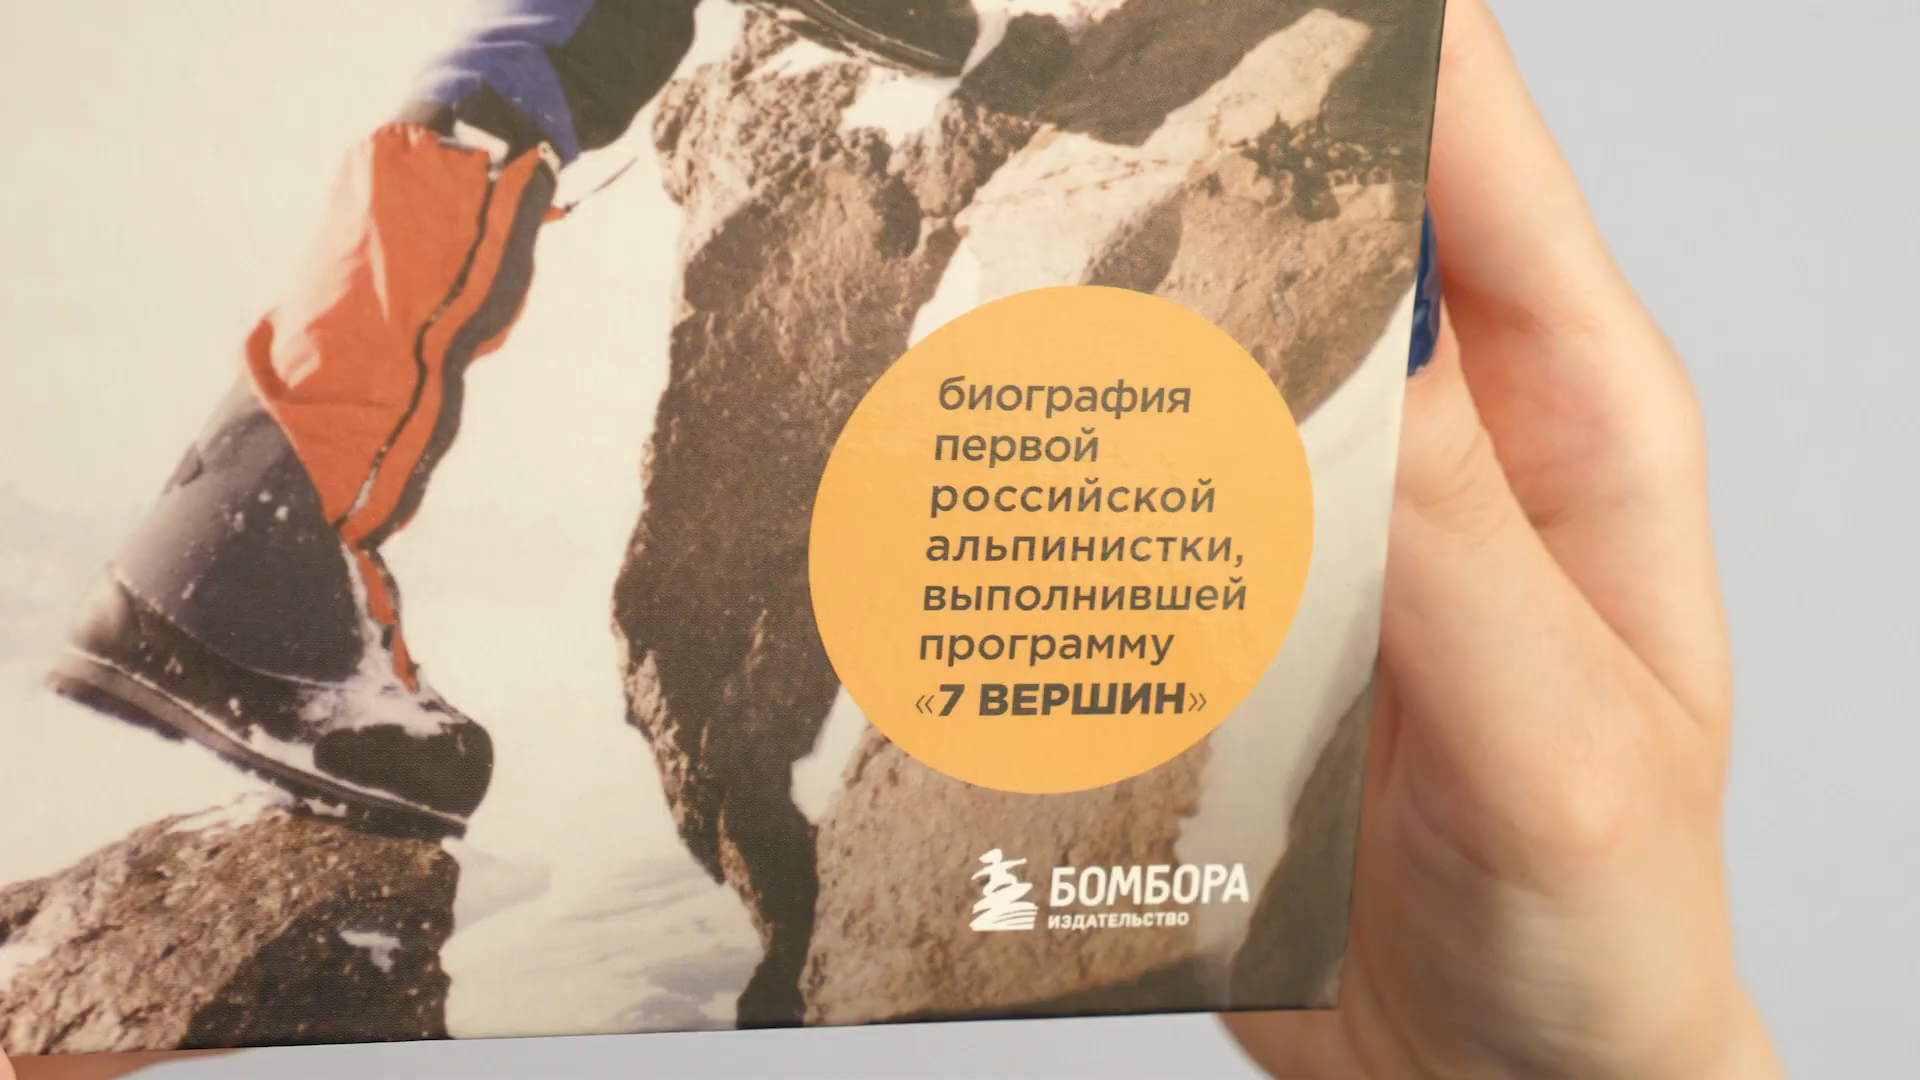 биография
первой
российской
альпинистки,
выполнившей
программу
«7 ВЕРШИН»
БОМБОРА
ИЗДАТЕЛЬСТВО